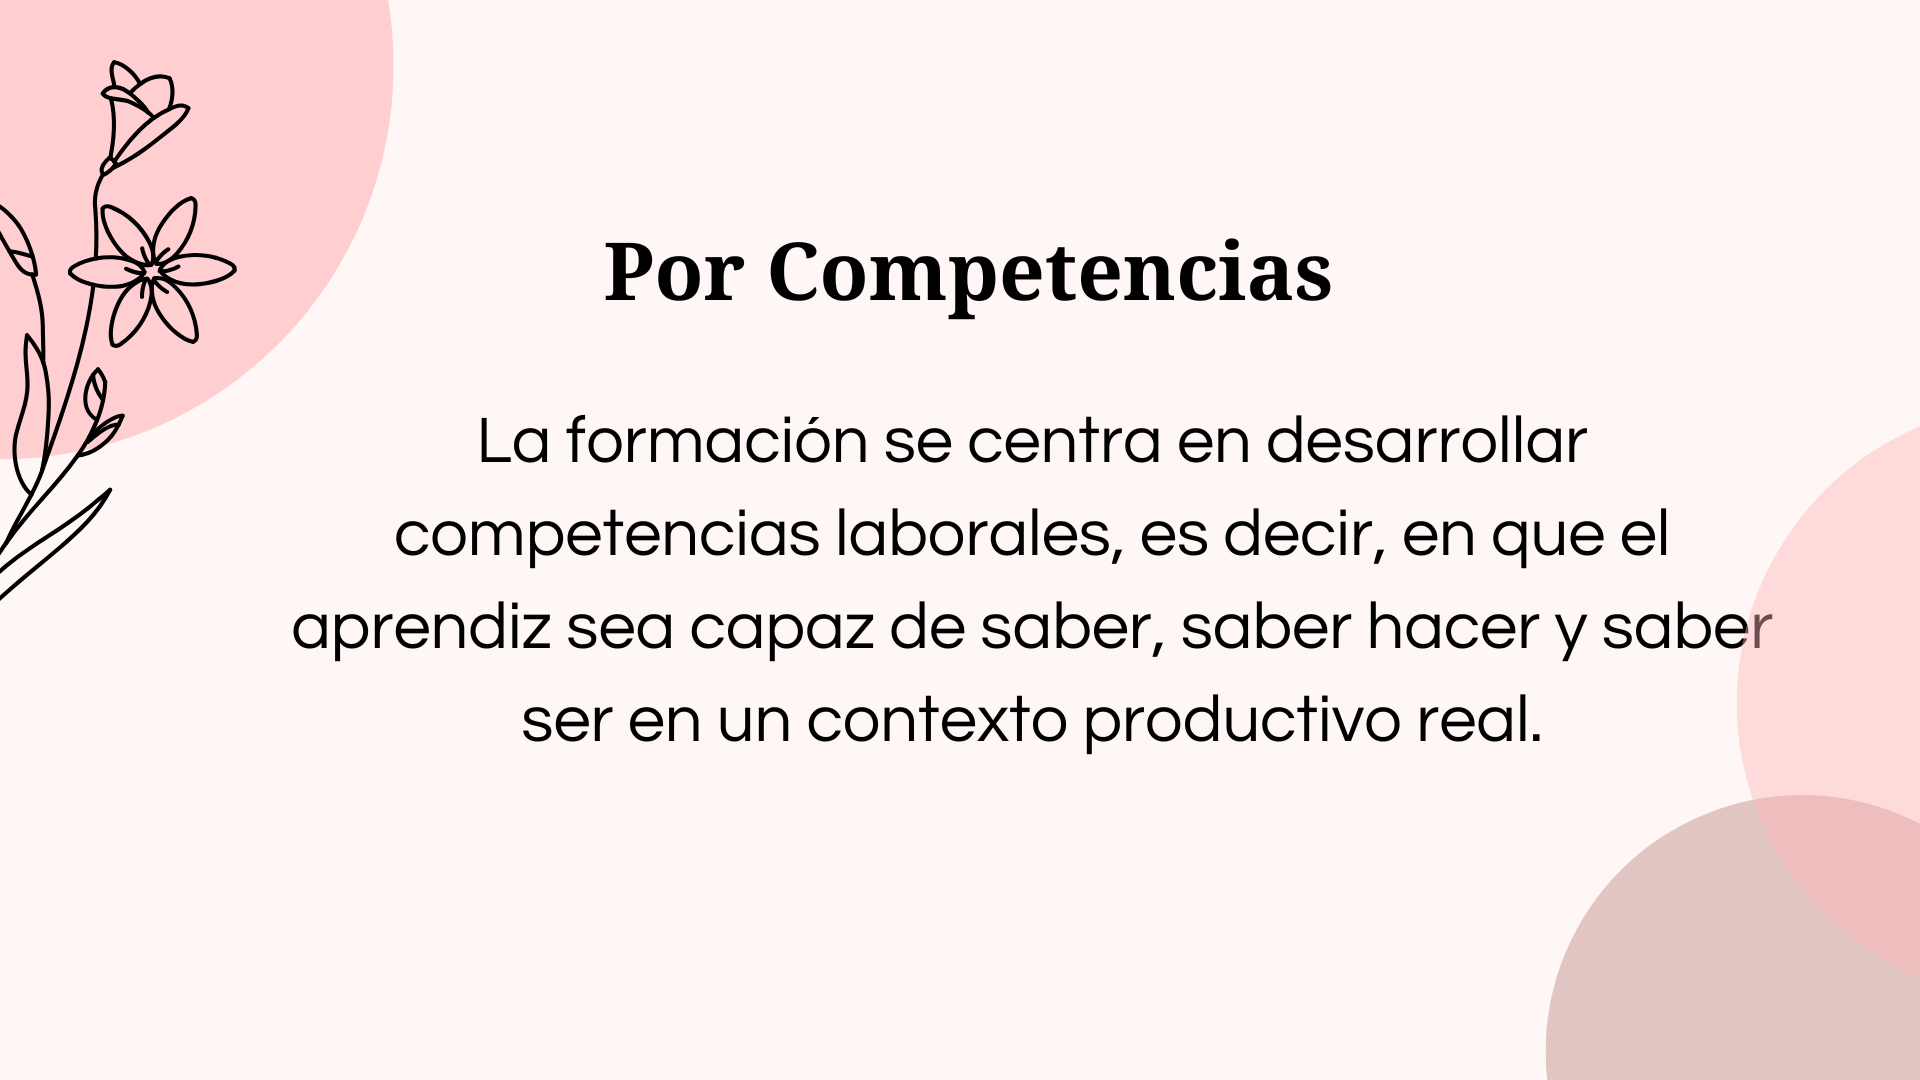 Por Competencias
La formación se centra en desarrollar
competencias laborales, es decir, en que el
aprendiz sea capaz de saber, saber hacer y saber
ser en un contexto productivo real.